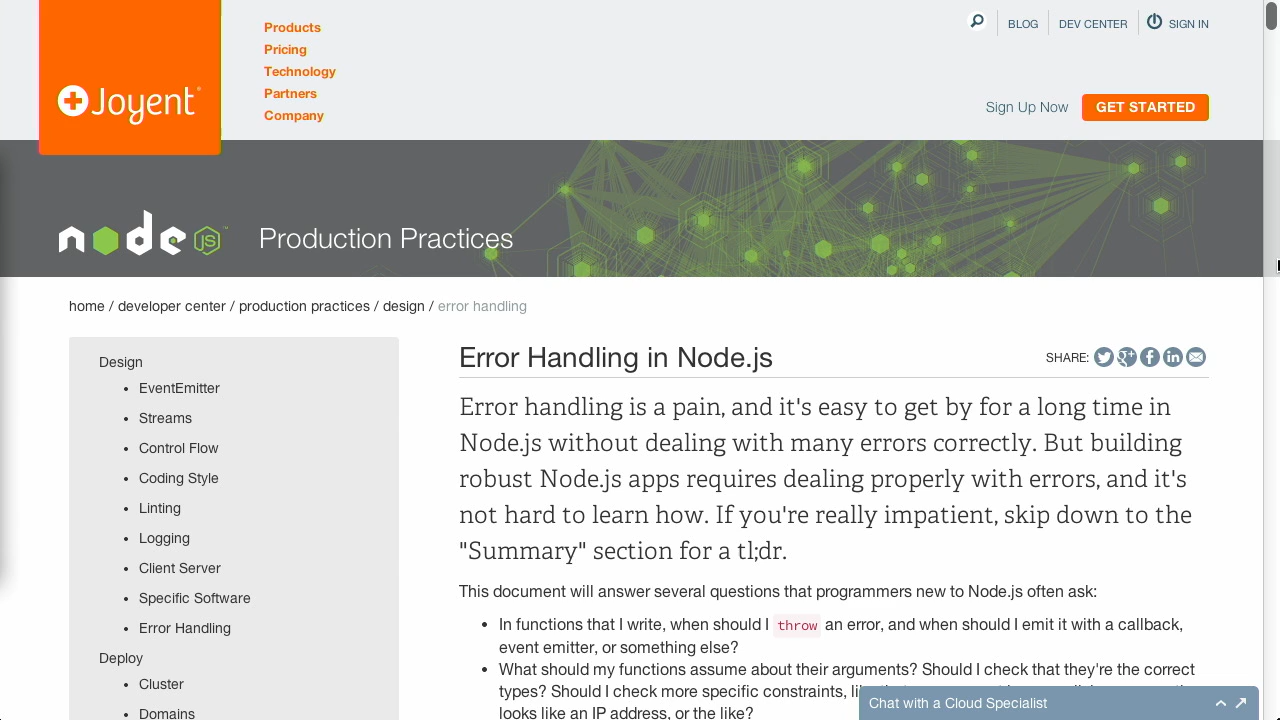 Joyent
Products
Pricing
Technology
Partners
Company
BLOG
DEV CENTER
SIGN IN
Sign Up Now
GET STARTED
node JS™
Production Practices
home / developer center / production practices / design / error handling
Design
• EventEmitter
• Streams
• Control Flow
• Coding Style
• Linting
• Logging
• Client Server
• Specific Software
• Error Handling
Deploy
• Cluster
• Domains
Error Handling in Node.js
SHARE:
Error handling is a pain, and it's easy to get by for a long time in
Node.js without dealing with many errors correctly. But building
robust Node.js apps requires dealing properly with errors, and it's
not hard to learn how. If you're really impatient, skip down to the
"Summary" section for a tl;dr.
This document will answer several questions that programmers new to Node.js often ask:
• In functions that I write, when should I throw an error, and when should I emit it with a callback,
event emitter, or something else?
• What should my functions assume about their arguments? Should I check that they're the correct
types? Should I check more specific constraints,
looks like an IP address, or the like?
Chat with a Cloud Specialist